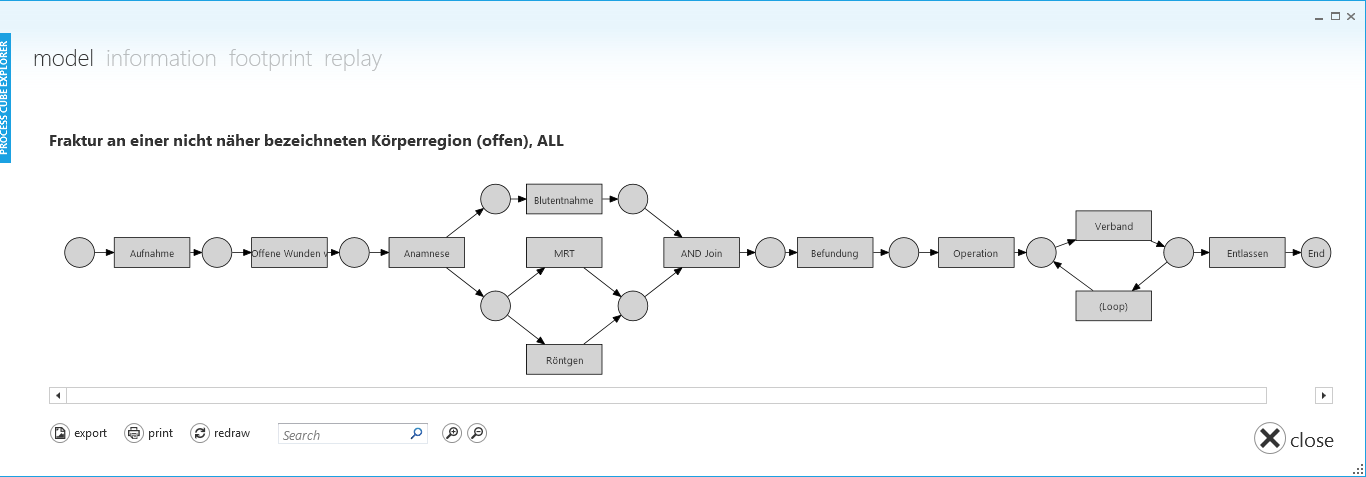 PROCESS CUBE EXPLORER
model information footprint replay
Fraktur an einer nicht näher bezeichneten Körperregion (offen), ALL
Blutentnahme
Verband
Aufnahme
Offene Wunden v
Anamnese
MRT
AND Join
Befundung
Operation
Entlassen
End
(Loop)
Röntgen
export
print
redraw
Search
close